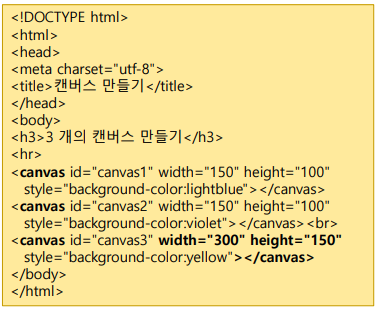 <!DOCTYPE html>
<html>
<head>
<meta charset="utf-8">
<title>캔버스 만들기</title>
</head>
<body>
<h3>3 개의 캔버스 만들기</h3>
<hr>
<canvas id="canvas1" width="150" height="100"
style="background-color:lightblue"></canvas>
<canvas id="canvas2" width="150" height="100"
style="background-color:violet"></canvas><br>
<canvas id="canvas3" width="300" height="150"
style="background-color:yellow"></canvas>
</body>
</html>